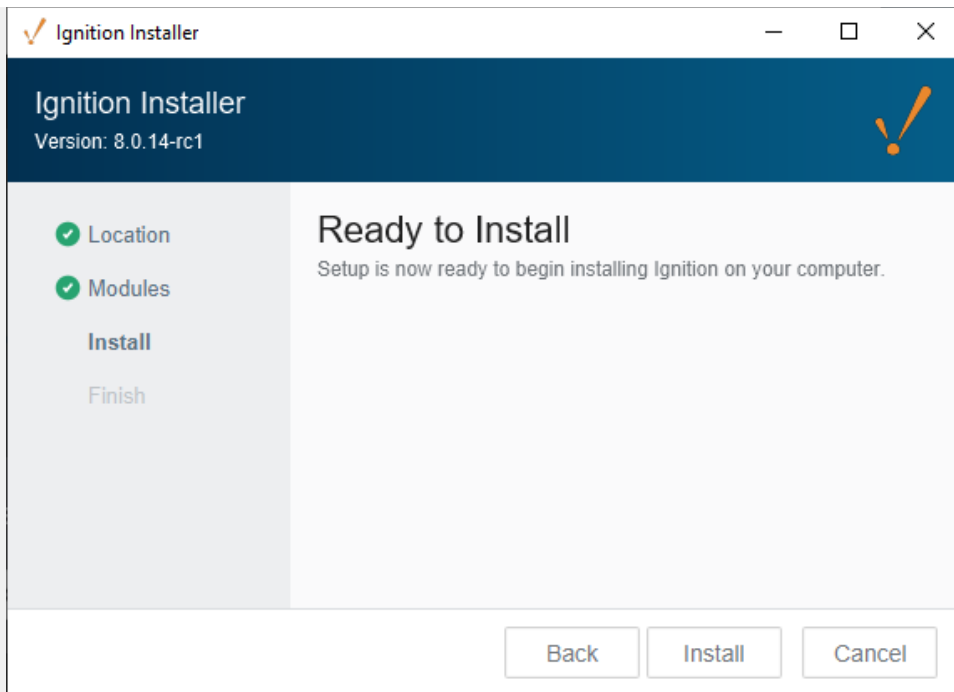 Ignition Installer
Ignition Installer
Version: 8.0.14-rc1
Location
Modules
Install
Finish
Ready to Install
Setup is now ready to begin installing Ignition on your computer.
Back
Install
Cancel